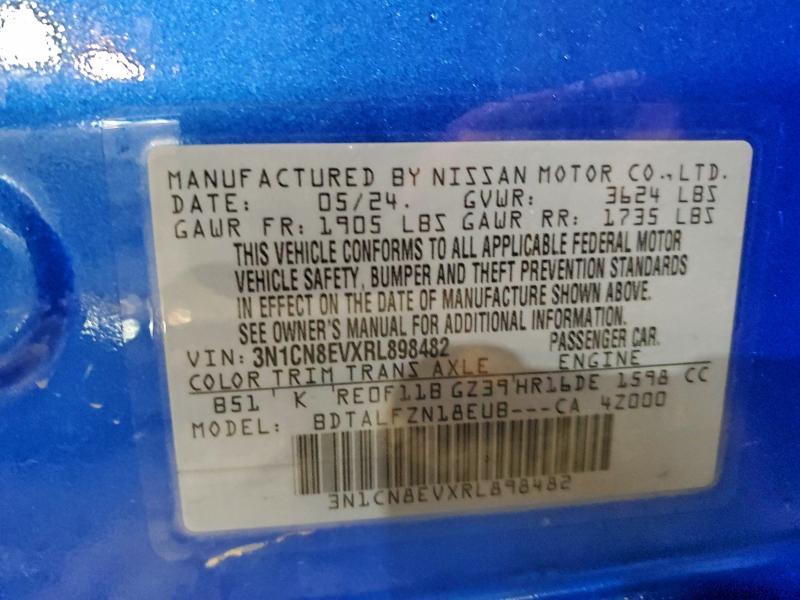 MANUFACTURED BY NISSAN MOTOR CO., LTD.
DATE: 05/24. GVWR: 3624 LBS
GAWR FR: 1905 LBS GAWR RR: 1735 LBS
THIS VEHICLE CONFORMS TO ALL APPLICABLE FEDERAL MOTOR
VEHICLE SAFETY, BUMPER AND THEFT PREVENTION STANDARDS
IN EFFECT ON THE DATE OF MANUFACTURE SHOWN ABOVE.
SEE OWNER'S MANUAL FOR ADDITIONAL INFORMATION.
VIN: 3N1CN8EVXRL898482 PASSENGER CAR.
COLOR TRIM TRANS AXLE ENGINE
B51 K RE0F11B GZ39 HR16DE 1598 CC
MODEL: BDTALFZN18EUB---CA 4Z000
3N1CN8EVXRL898482